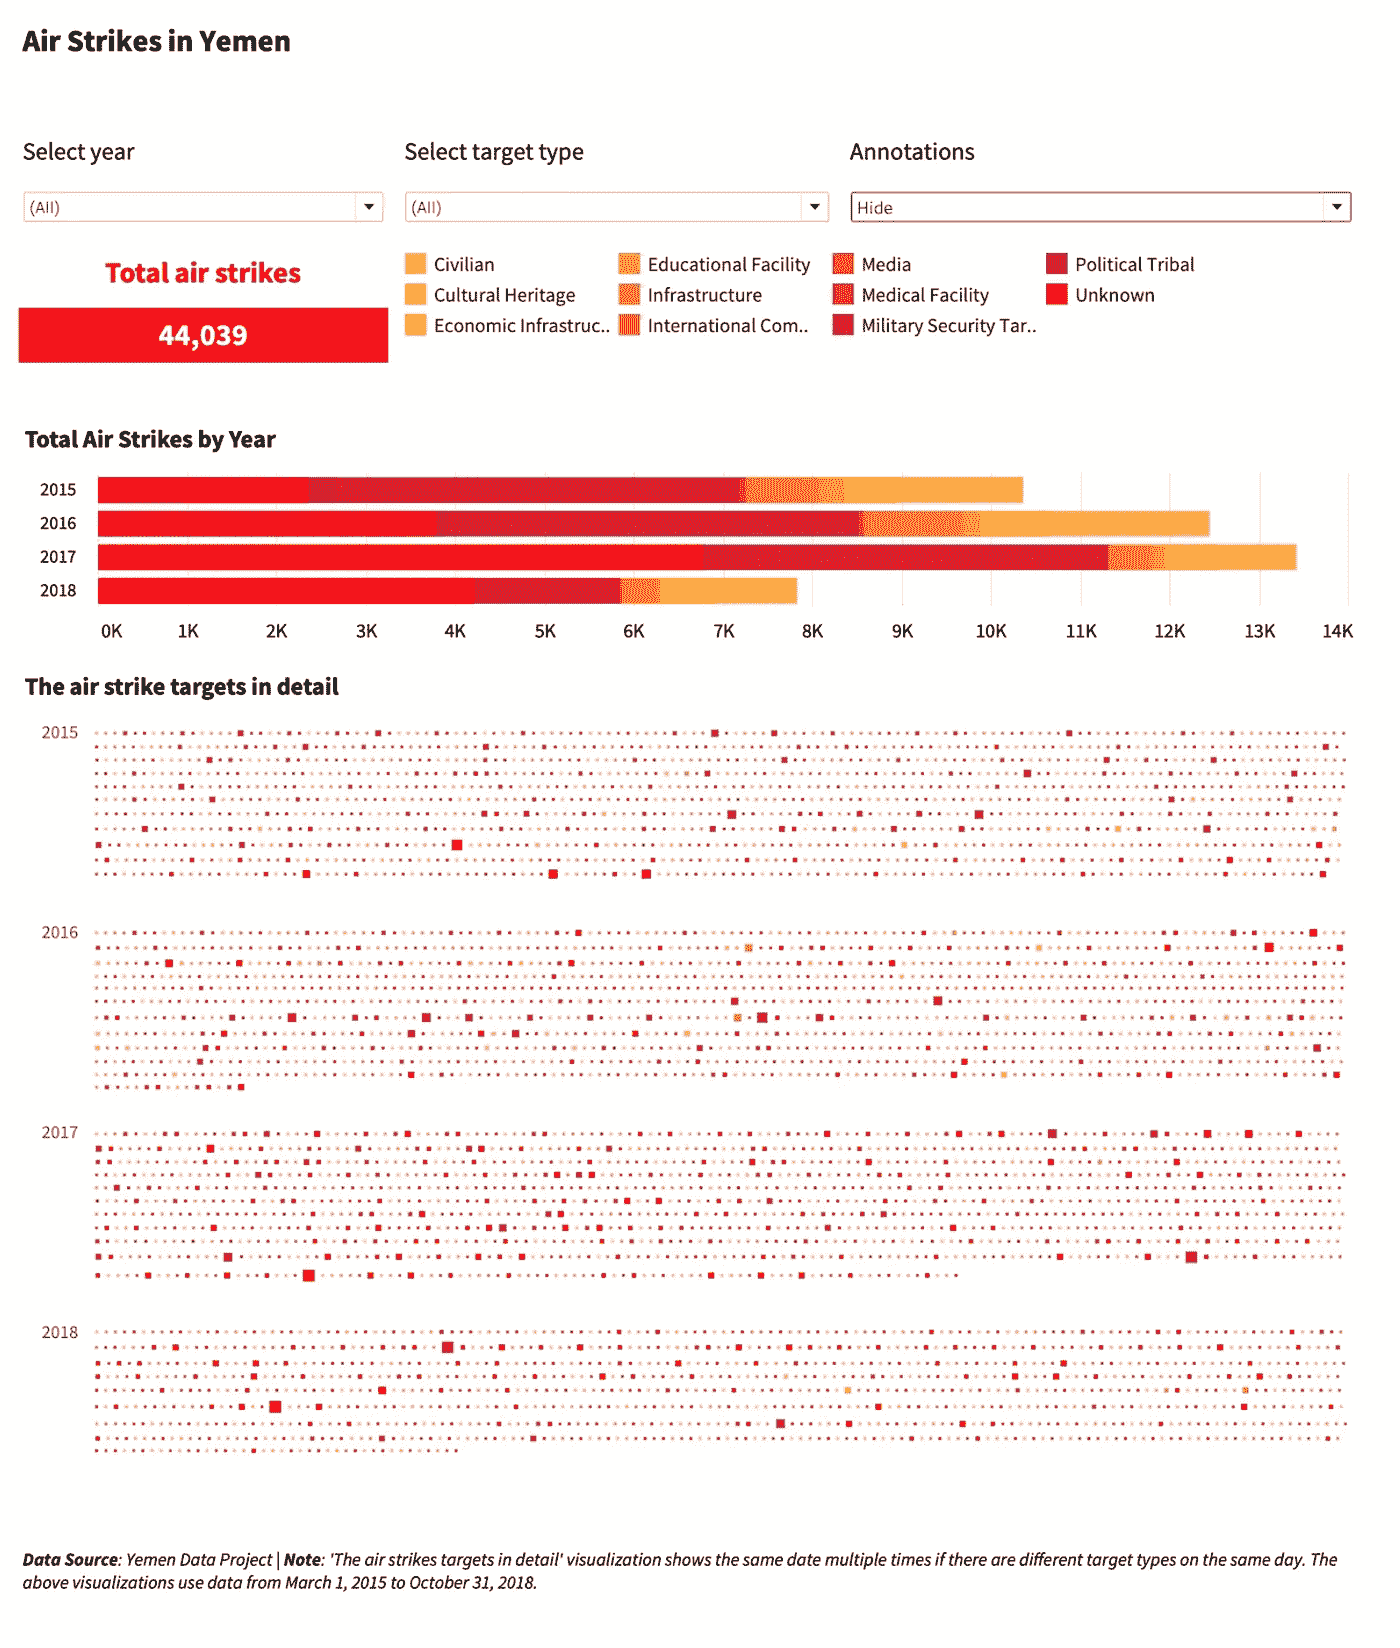 Air Strikes in Yemen
Select year
Select target type
Annotations
(All)
(All)
Hide
Total air strikes
44,039
Civilian
Educational Facility
Media
Political Tribal
Cultural Heritage
Infrastructure
Medical Facility
Unknown
Economic Infrastruc..
International Com..
Military Security Tar..
Total Air Strikes by Year
2015
2016
2017
2018
0K 1K 2K 3K 4K 5K 6K 7K 8K 9K 10K 11K 12K 13K 14K
The air strike targets in detail
2015
2016
2017
2018
Data Source: Yemen Data Project | Note: 'The air strikes targets in detail' visualization shows the same date multiple times if there are different target types on the same day. The
above visualizations use data from March 1, 2015 to October 31, 2018.